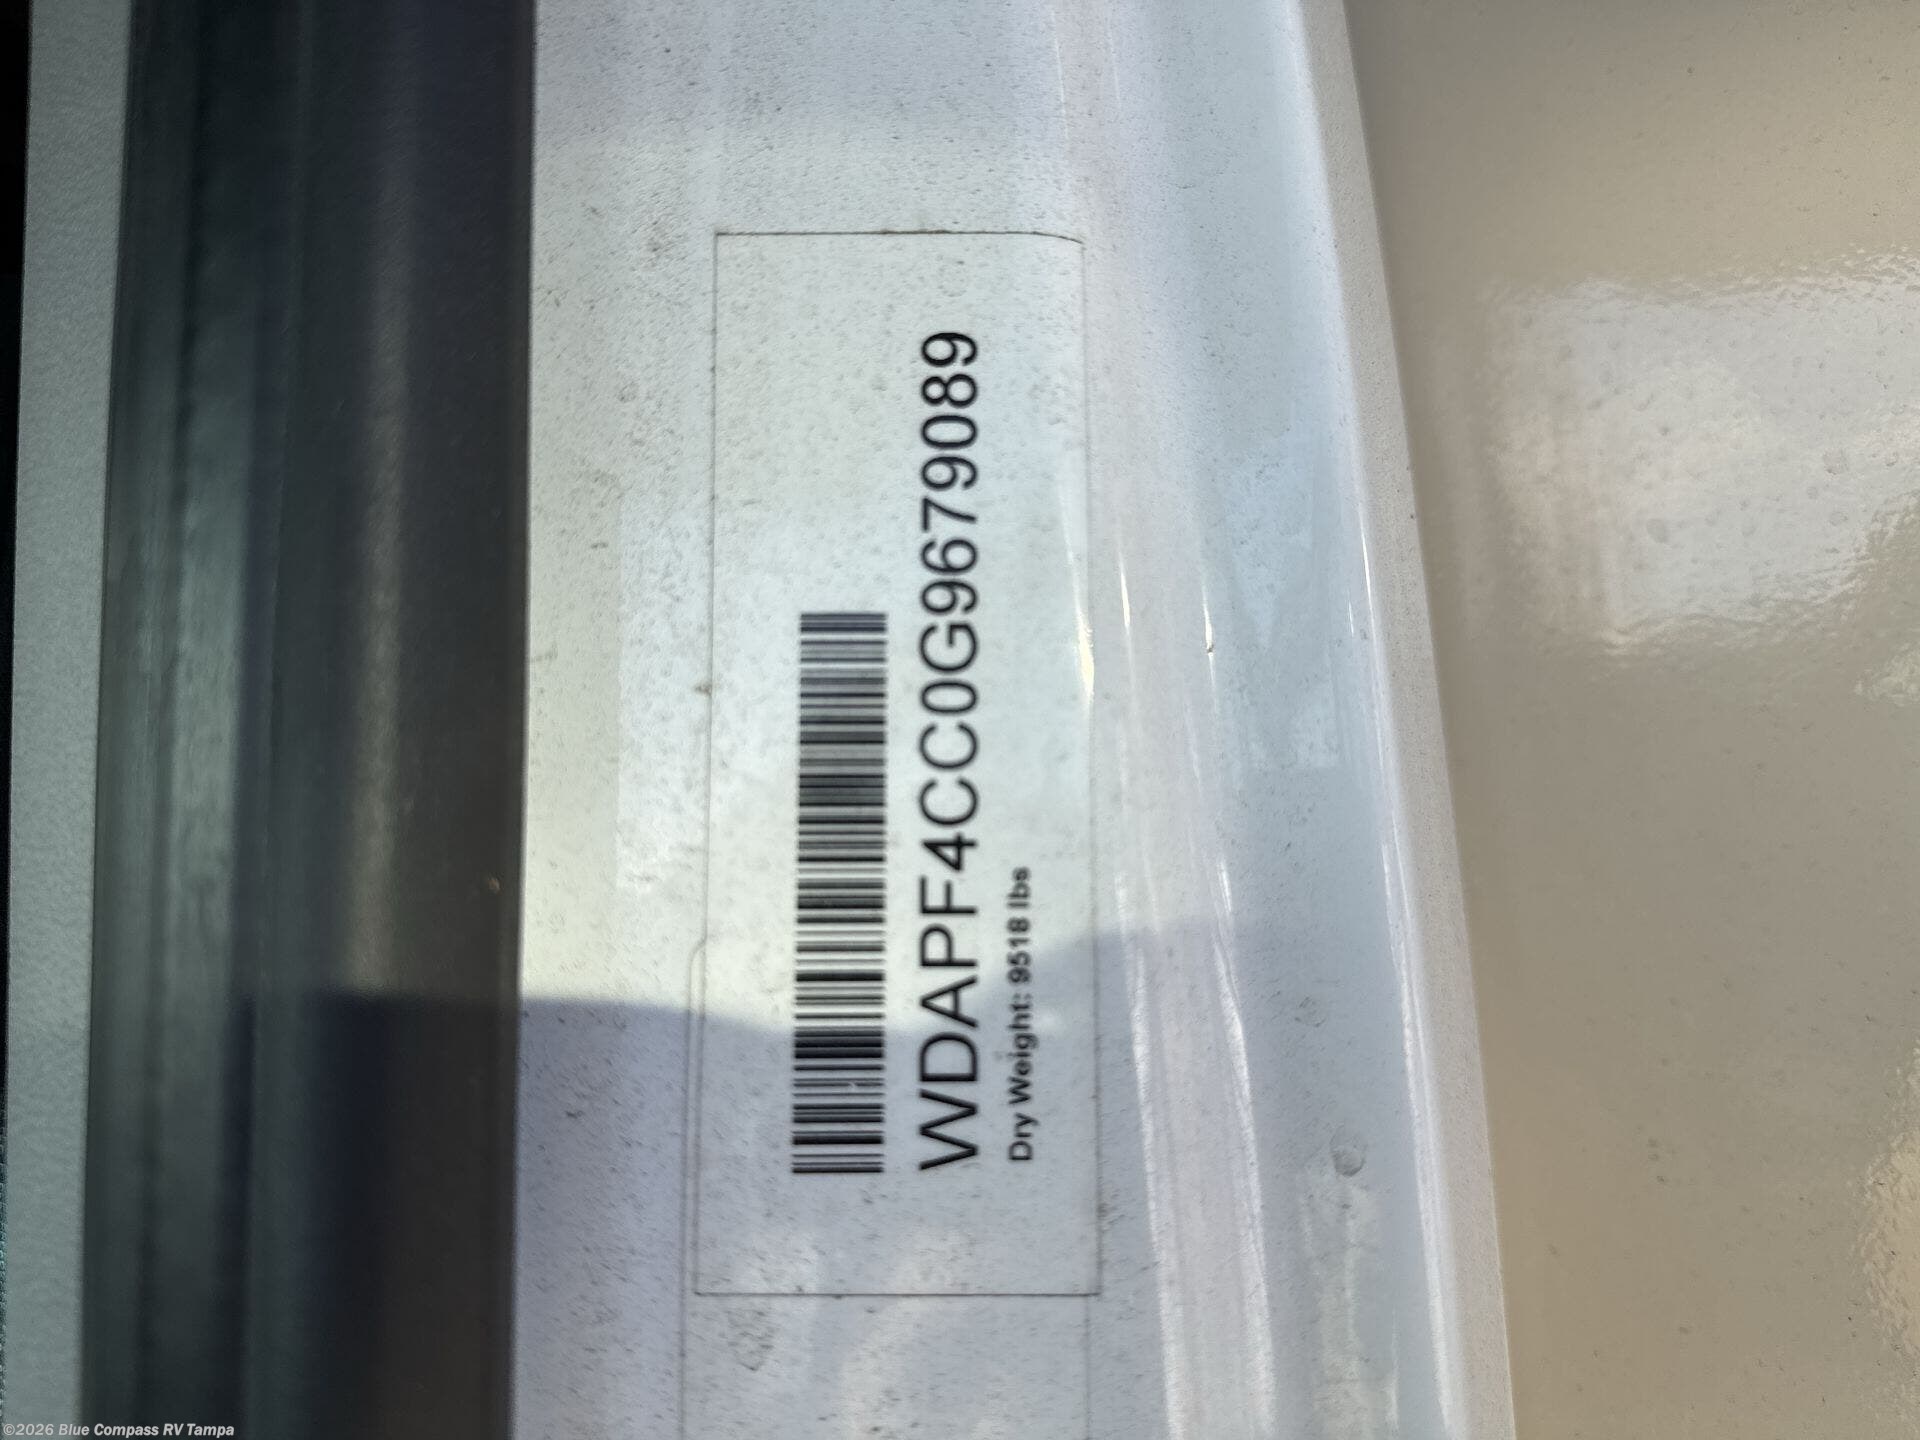 WDAPF4CC0G9679089
Dry Weight: 9518 lbs
©2026 Blue Compass RV Tampa